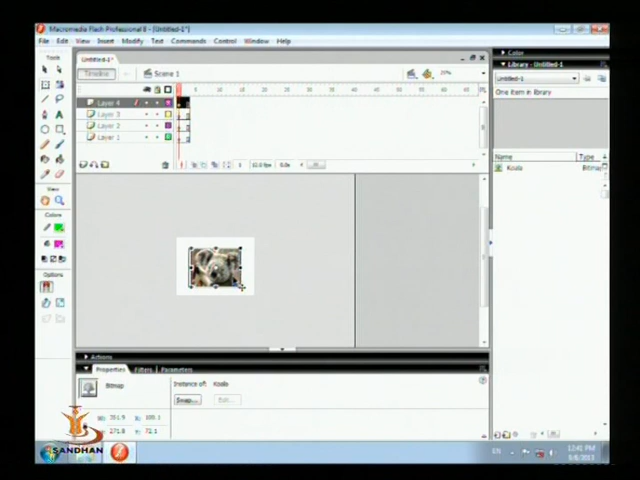 Macromedia Flash Professional 8 - [Untitled-1*]
File Edit View Insert Modify Text Commands Control Window Help
Tools
Untitled-1*
Timeline
Scene 1
Layer 4
Layer 3
Layer 2
Layer 1
View
Colors
Options
Color
Library - Untitled-1
Untitled-1
One item in library
Name Type
Koala Bitmap
Actions
Properties Filters Parameters
Bitmap
Instance of: Koala
Swap... Edit...
SANDHAN
EN
12:41 PM